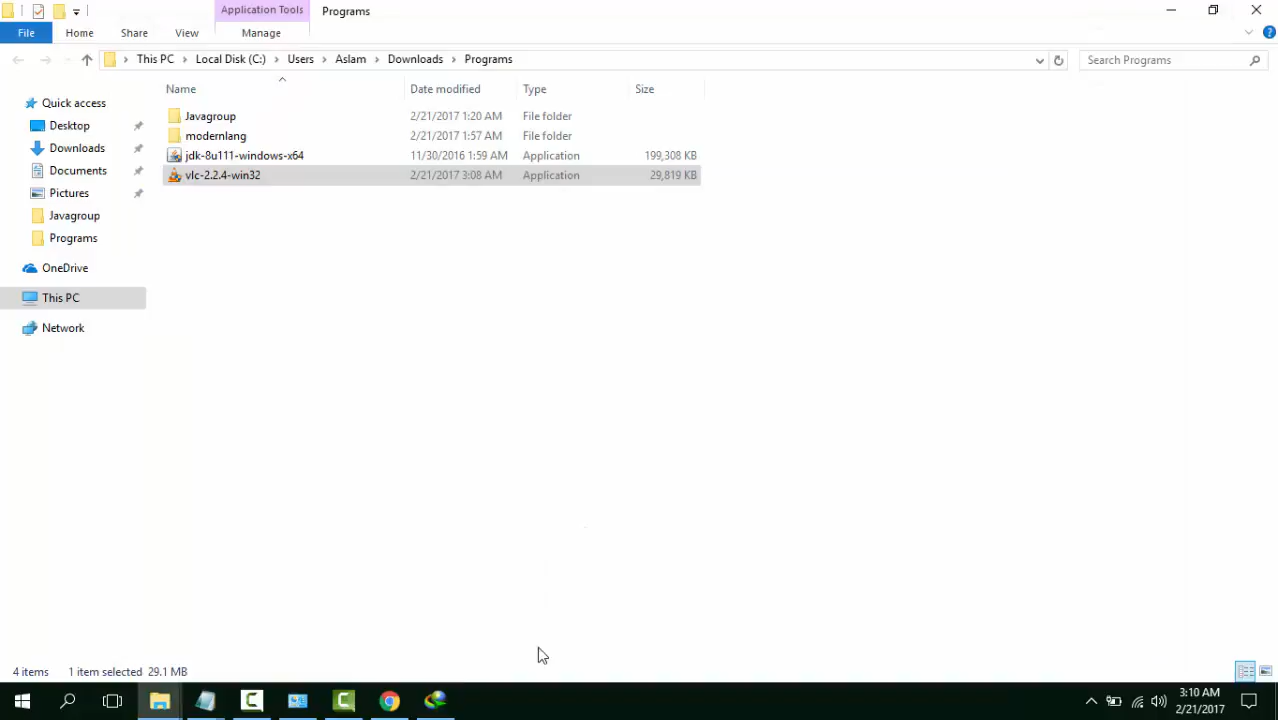 Application Tools Programs
File Home Share View Manage
This PC Local Disk (C:) Users Aslam Downloads Programs Search Programs
Name Date modified Type Size
Quick access
Desktop
Downloads
Documents
Pictures
Javagroup
Programs
OneDrive
This PC
Network
Javagroup 2/21/2017 1:20 AM File folder
modernlang 2/21/2017 1:57 AM File folder
jdk-8u111-windows-x64 11/30/2016 1:59 AM Application 199,308 KB
vlc-2.2.4-win32 2/21/2017 3:08 AM Application 29,819 KB
4 items 1 item selected 29.1 MB
3:10 AM
2/21/2017